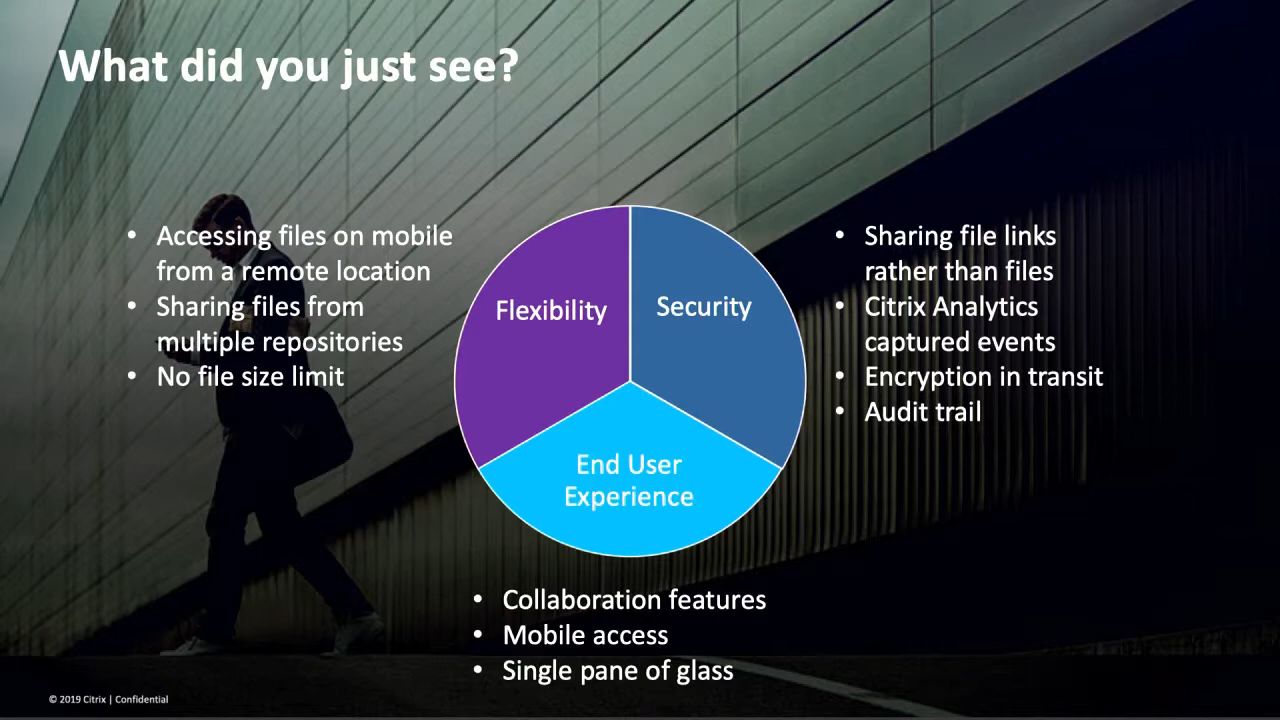 What did you just see?
• Accessing files on mobile
from a remote location
• Sharing files from
multiple repositories
• No file size limit
Flexibility
Security
End User
Experience
• Sharing file links
rather than files
• Citrix Analytics
captured events
• Encryption in transit
• Audit trail
• Collaboration features
• Mobile access
• Single pane of glass
© 2019 Citrix | Confidential